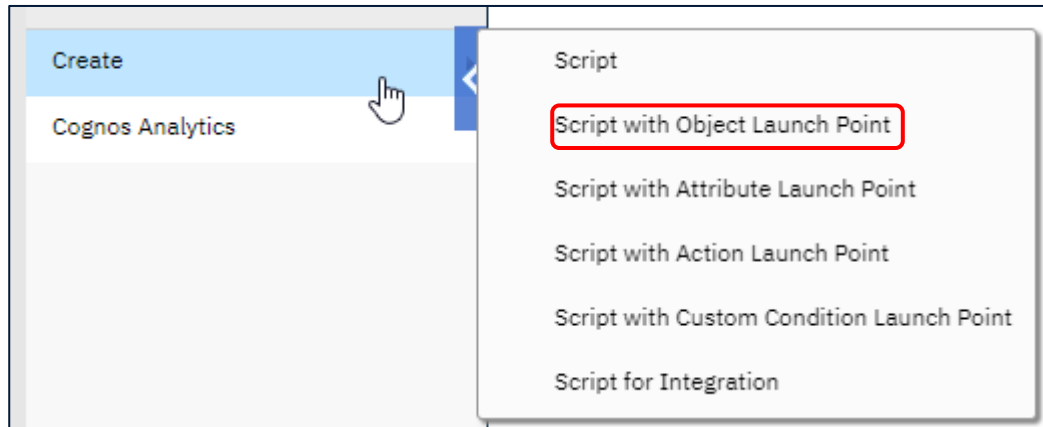 Create
Cognos Analytics
Script
Script with Object Launch Point
Script with Attribute Launch Point
Script with Action Launch Point
Script with Custom Condition Launch Point
Script for Integration